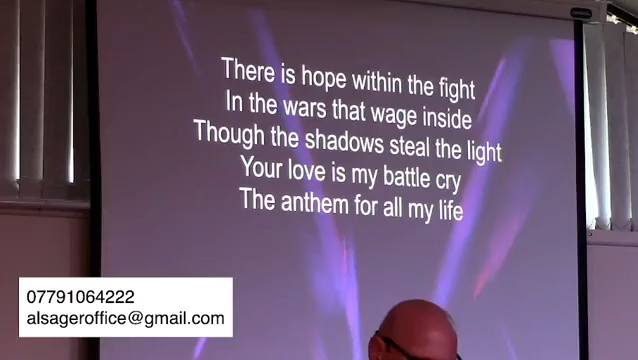 There is hope within the fight
In the wars that wage inside
Though the shadows steal the light
Your love is my battle cry
The anthem for all my life
07791064222
alsageroffice@gmail.com